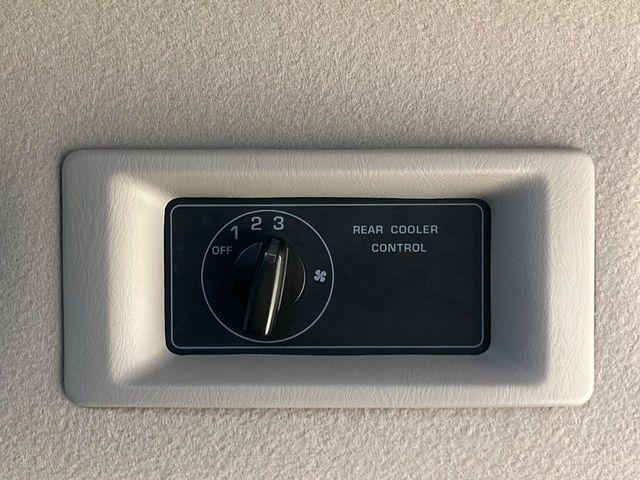 OFF 1 2 3
REAR COOLER
CONTROL